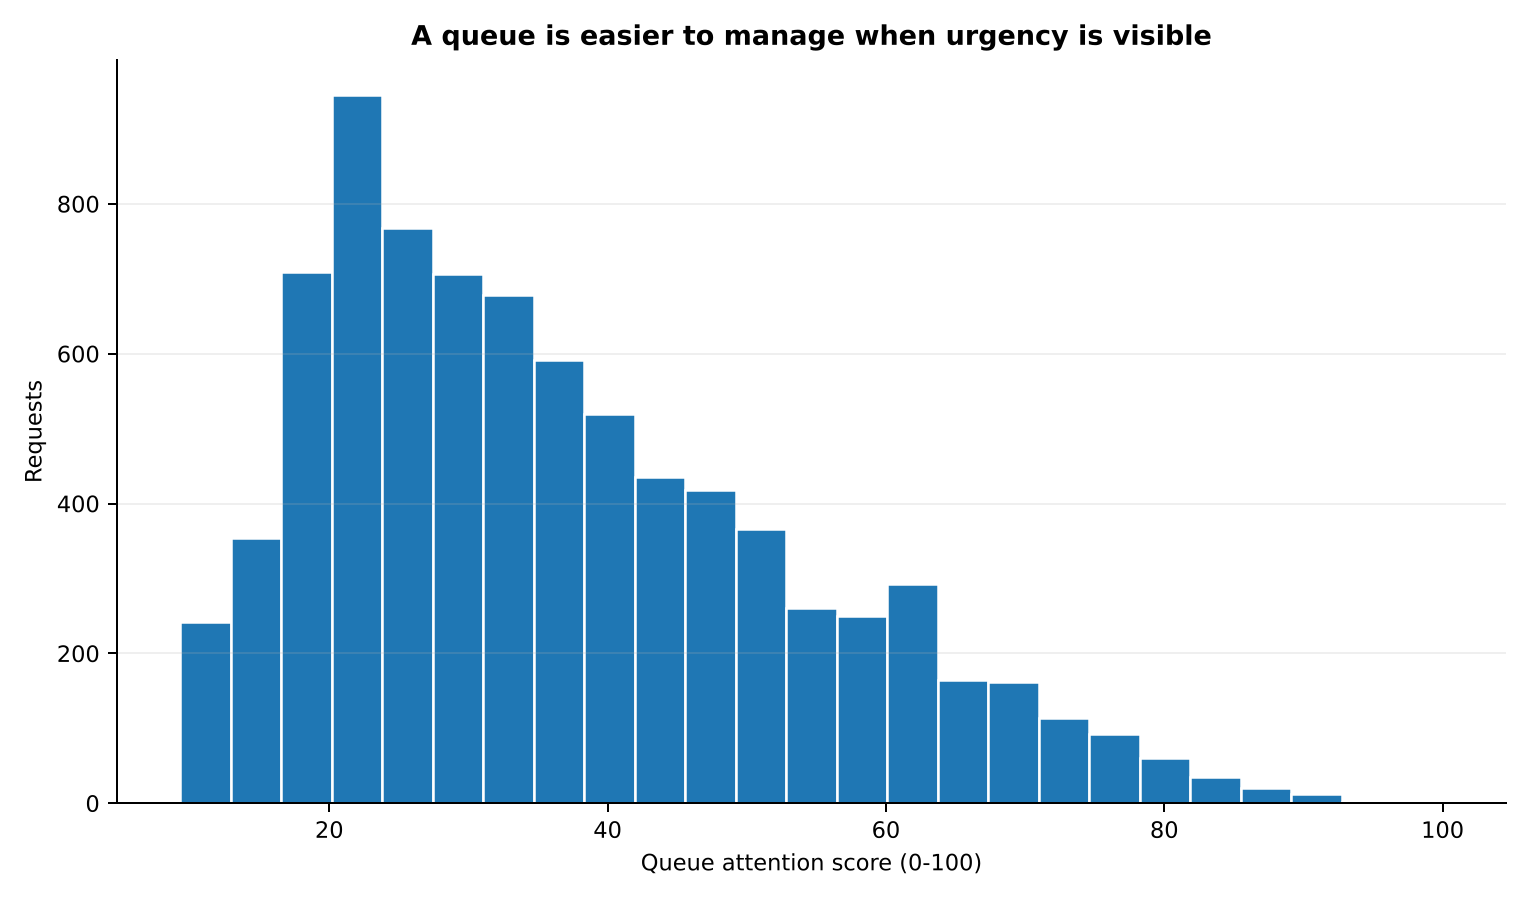 A queue is easier to manage when urgency is visible
800
600
400
200
0
Requests
20 40 60 80 100
Queue attention score (0-100)